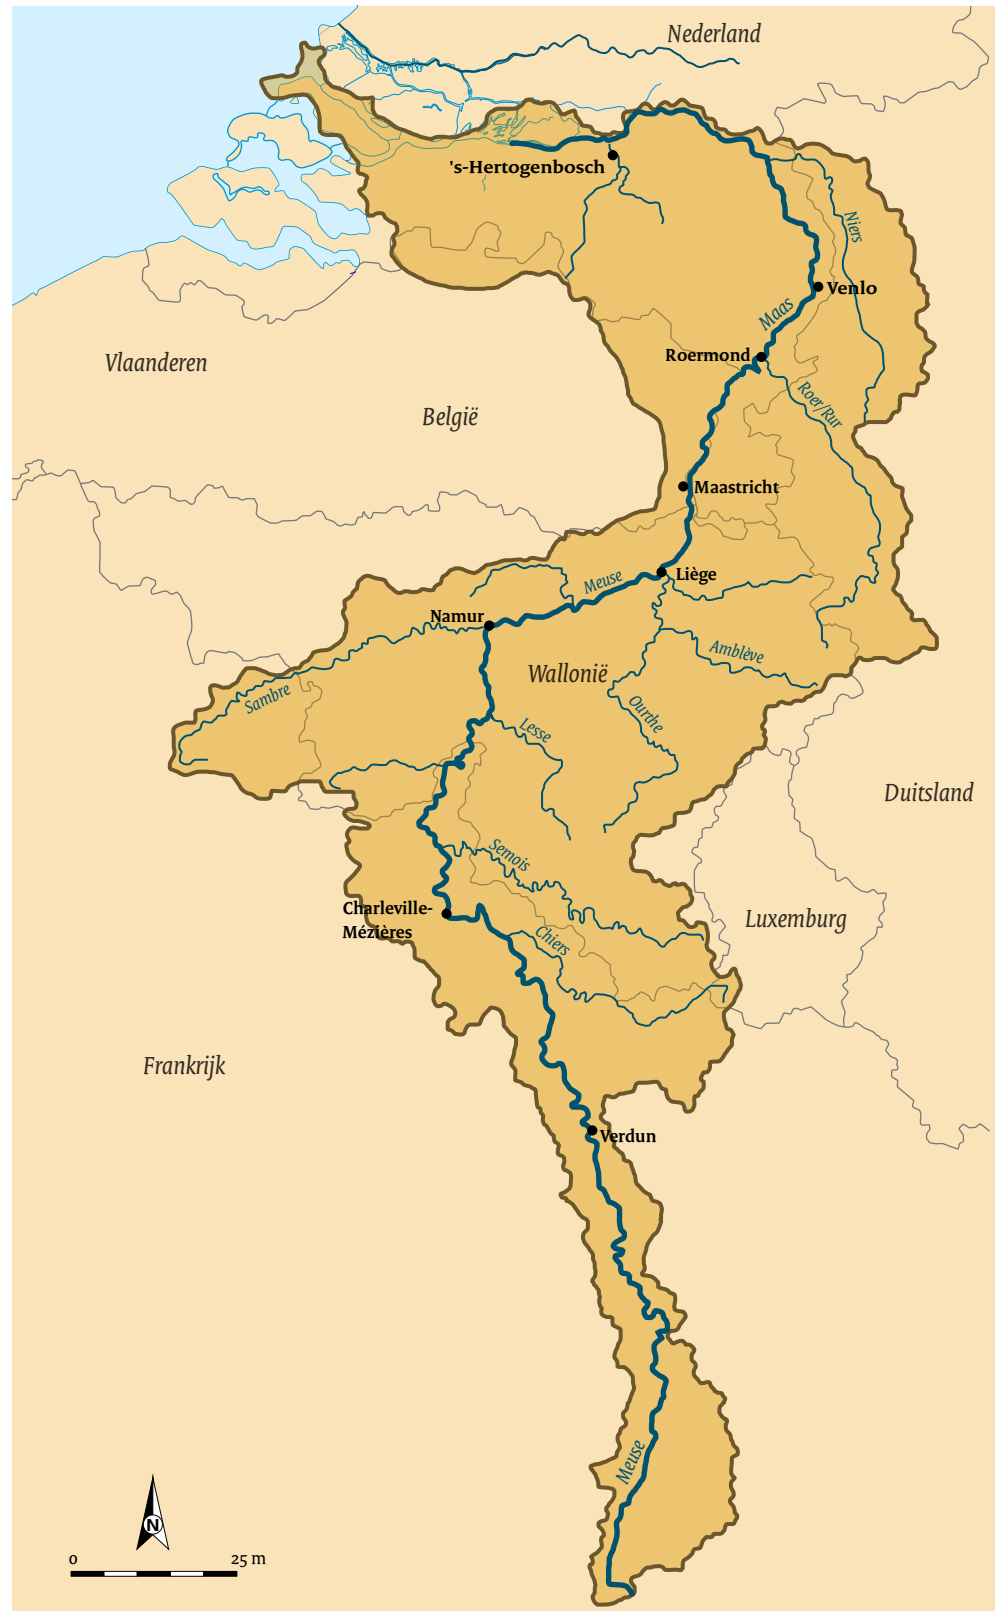 Nederland
's-Hertogenbosch
Niers
Venlo
Maas
Roermond
Vlaanderen
Roer/Rur
België
Maastricht
Liège
Meuse
Namur
Amblève
Wallonië
Sambre
Ourthe
Lesse
Duitsland
Semois
Charleville-
Mézières
Luxemburg
Chiers
Frankrijk
Verdun
Meuse
N
0 25 m